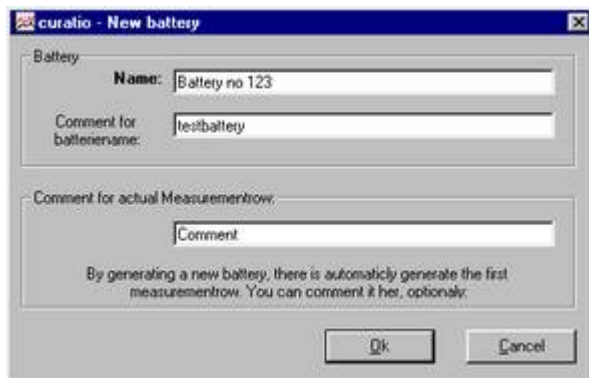 curatio - New battery
Battery
Name: Battery no 123
Comment for
batteriename: testbattery
Comment for actual Measurementrow:
Comment
By generating a new battery, there is automaticly generate the first
measurementrow. You can comment it her, optionaly.
Ok Cancel